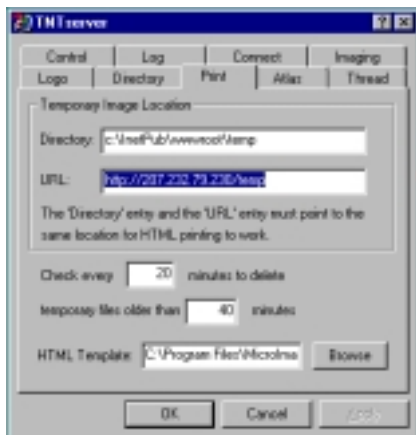 TNTserver
Control Log Connect Imaging
Logo Directory Print Atlas Thread
Temporary Image Location
Directory: c:\InetPub\wwwroot\temp
URL: http://207.232.79.230/temp
The 'Directory' entry and the 'URL' entry must point to the
same location for HTML printing to work.
Check every 20 minutes to delete
temporary files older than 40 minutes
HTML Template: C:\Program Files\MicroIma Browse
OK Cancel Apply